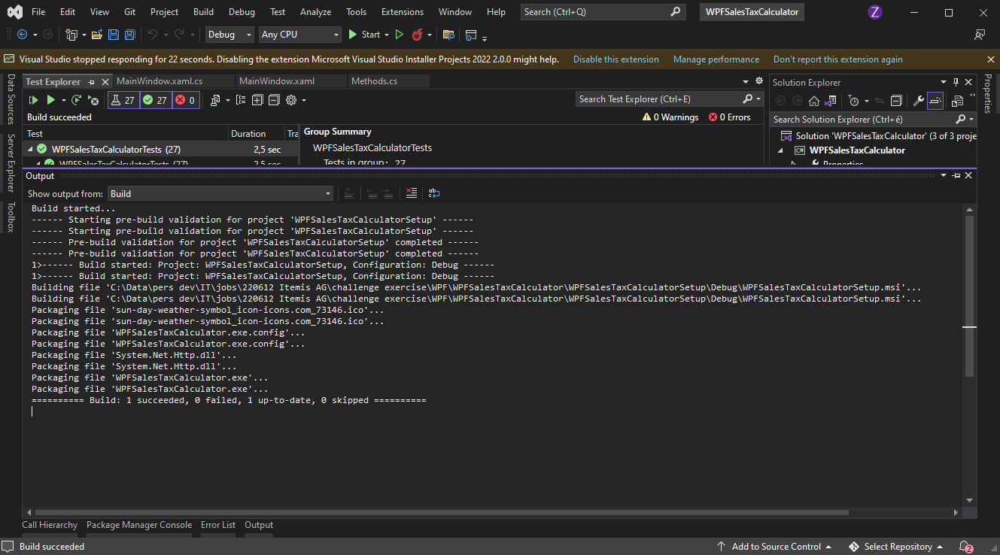 File Edit View Git Project Build Debug Test Analyze Tools Extensions Window Help Search (Ctrl+Q) WPFSalesTaxCalculator Z
Debug Any CPU Start
Visual Studio stopped responding for 22 seconds. Disabling the extension Microsoft Visual Studio Installer Projects 2022 2.0.0 might help. Disable this extension Manage performance Don't report this extension again
Data Sources
Server Explorer
Toolbox
Test Explorer MainWindow.xaml.cs MainWindow.xaml Methods.cs
27 27 0 Search Test Explorer (Ctrl+E)
Build succeeded 0 Warnings 0 Errors
Test Duration Tra
WPFSalesTaxCalculatorTests (27) 2,5 sec
WPFSalesTaxCalculatorTests (27) 2,5 sec
Group Summary
WPFSalesTaxCalculatorTests
Tests in group: 27
Solution Explorer
Search Solution Explorer (Ctrl+é)
Solution 'WPFSalesTaxCalculator' (3 of 3 proje
C# WPFSalesTaxCalculator
Properties
Properties
Output
Show output from: Build
Build started...
------ Starting pre-build validation for project 'WPFSalesTaxCalculatorSetup' ------
------ Starting pre-build validation for project 'WPFSalesTaxCalculatorSetup' ------
------ Pre-build validation for project 'WPFSalesTaxCalculatorSetup' completed ------
------ Pre-build validation for project 'WPFSalesTaxCalculatorSetup' completed ------
1>------ Build started: Project: WPFSalesTaxCalculatorSetup, Configuration: Debug ------
1>------ Build started: Project: WPFSalesTaxCalculatorSetup, Configuration: Debug ------
Building file 'C:\Data\pers dev\IT\jobs\220612 Itemis AG\challenge exercise\WPF\WPFSalesTaxCalculator\WPFSalesTaxCalculatorSetup\Debug\WPFSalesTaxCalculatorSetup.msi'...
Building file 'C:\Data\pers dev\IT\jobs\220612 Itemis AG\challenge exercise\WPF\WPFSalesTaxCalculator\WPFSalesTaxCalculatorSetup\Debug\WPFSalesTaxCalculatorSetup.msi'...
Packaging file 'sun-day-weather-symbol_icon-icons.com_73146.ico'...
Packaging file 'sun-day-weather-symbol_icon-icons.com_73146.ico'...
Packaging file 'WPFSalesTaxCalculator.exe.config'...
Packaging file 'WPFSalesTaxCalculator.exe.config'...
Packaging file 'System.Net.Http.dll'...
Packaging file 'System.Net.Http.dll'...
Packaging file 'WPFSalesTaxCalculator.exe'...
Packaging file 'WPFSalesTaxCalculator.exe'...
========== Build: 1 succeeded, 0 failed, 1 up-to-date, 0 skipped ==========
Call Hierarchy Package Manager Console Error List Output
Build succeeded Add to Source Control Select Repository 2